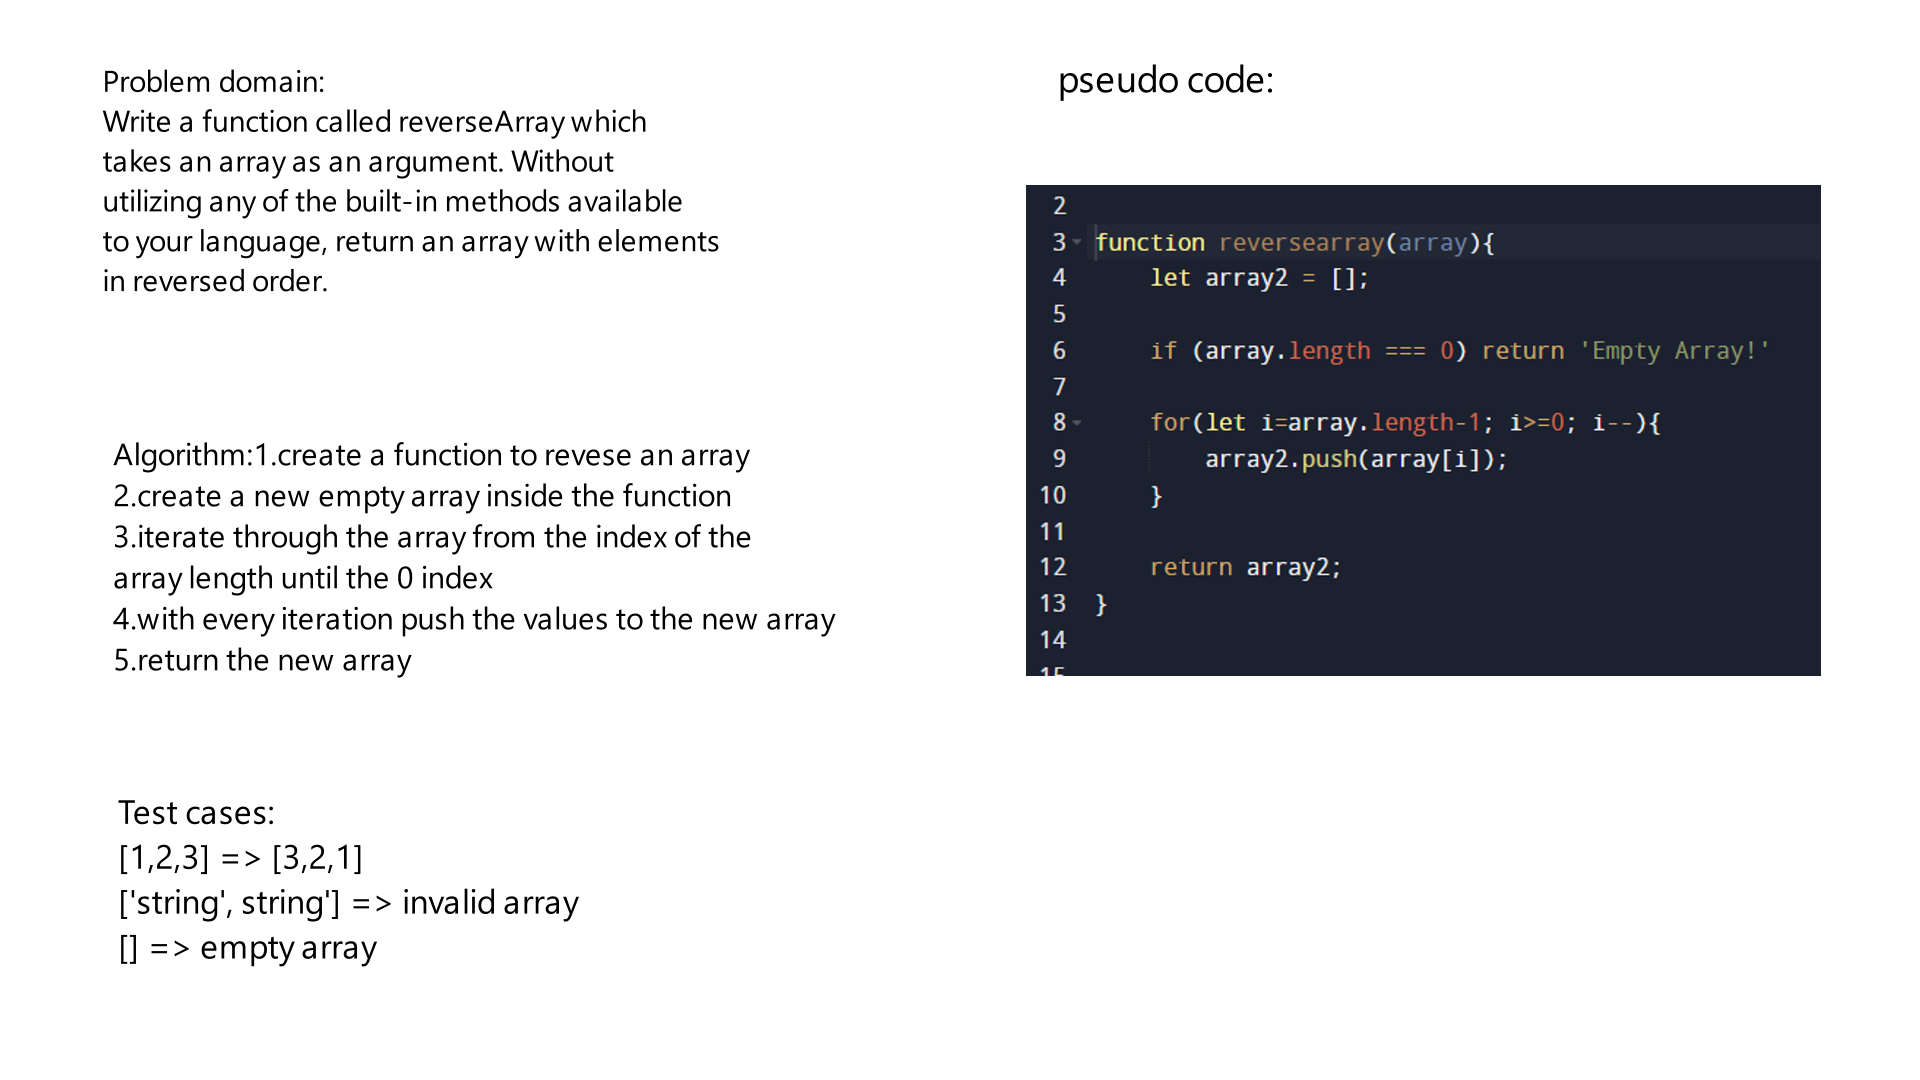 Problem domain:
Write a function called reverseArray which
takes an array as an argument. Without
utilizing any of the built-in methods available
to your language, return an array with elements
in reversed order.
Algorithm:1.create a function to revese an array
2.create a new empty array inside the function
3.iterate through the array from the index of the
array length until the 0 index
4.with every iteration push the values to the new array
5.return the new array
Test cases:
[1,2,3] => [3,2,1]
['string', string'] => invalid array
[] => empty array
pseudo code:
2
3 function reversearray(array){
4     let array2 = [];
5
6     if (array.length === 0) return 'Empty Array!'
7
8     for(let i=array.length-1; i>=0; i--){
9         array2.push(array[i]);
10     }
11
12     return array2;
13 }
14
15